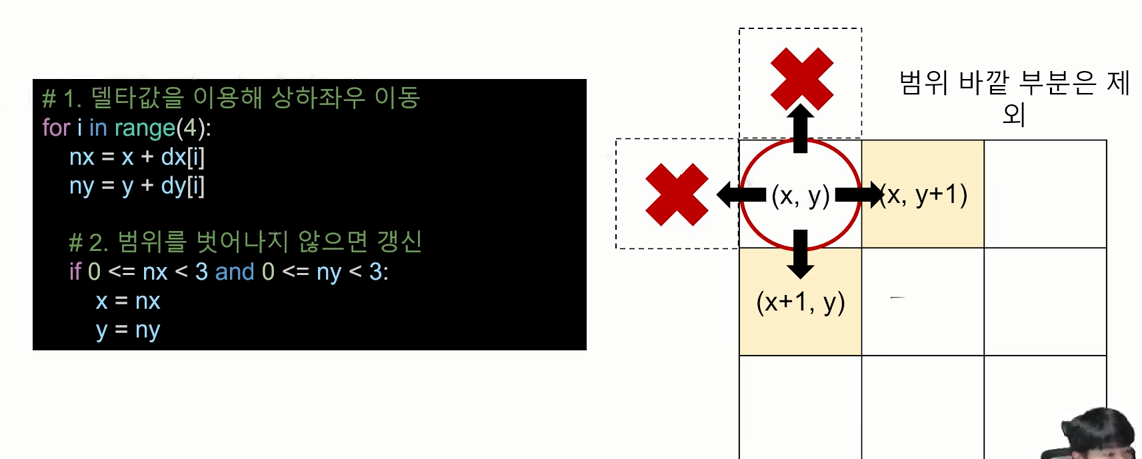 # 1. 델타값을 이용해 상하좌우 이동
for i in range(4):
nx = x + dx[i]
ny = y + dy[i]
# 2. 범위를 벗어나지 않으면 갱신
if 0 <= nx < 3 and 0 <= ny < 3:
x = nx
y = ny
범위 바깥 부분은 제
외
(x, y)
(x, y+1)
(x+1, y)